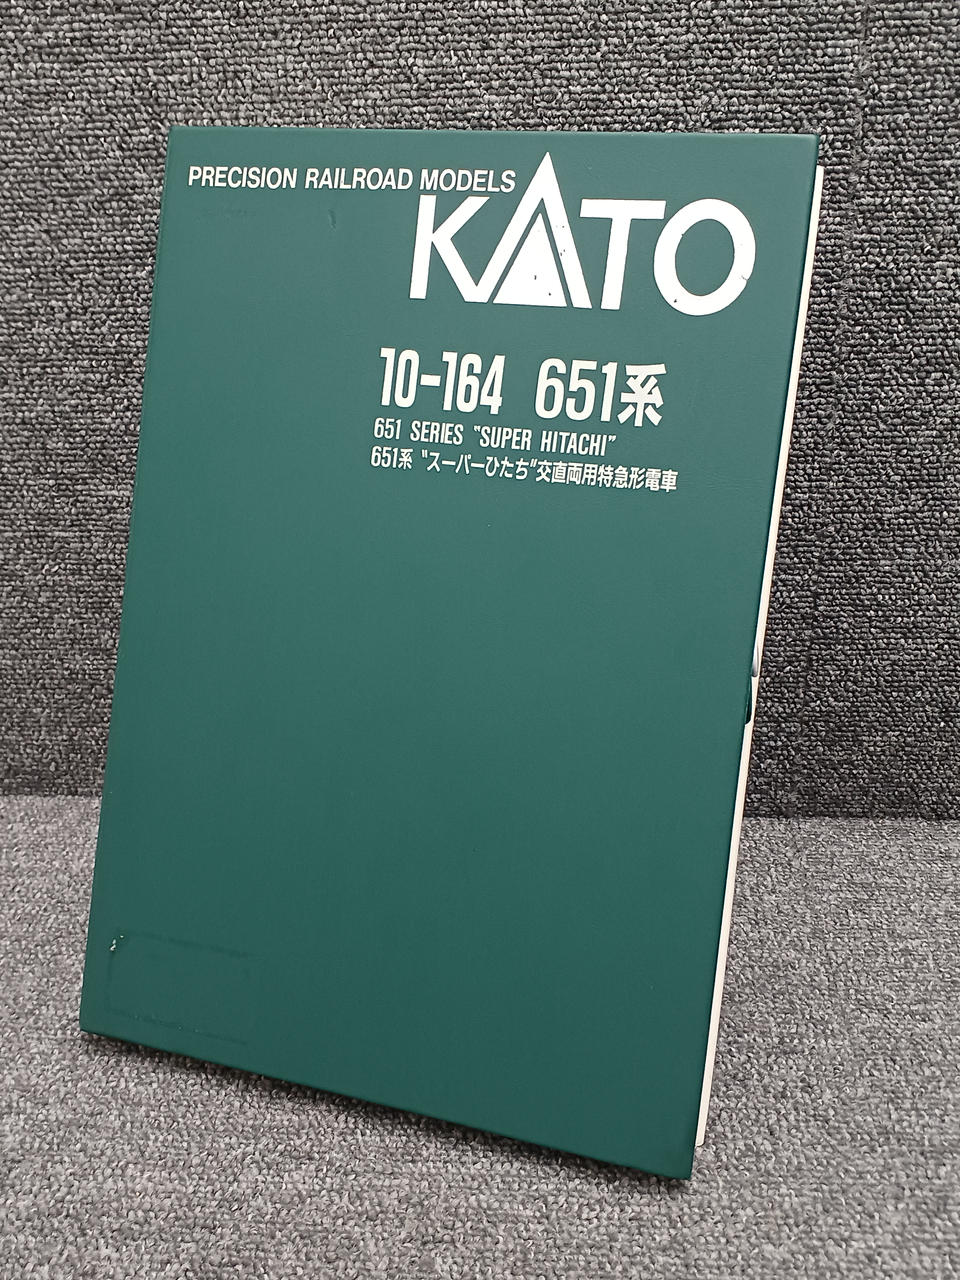 PRECISION RAILROAD MODELS
KATO
10-164 651系
651 SERIES "SUPER HITACHI"
651系 "スーパーひたち"交直両用特急形電車